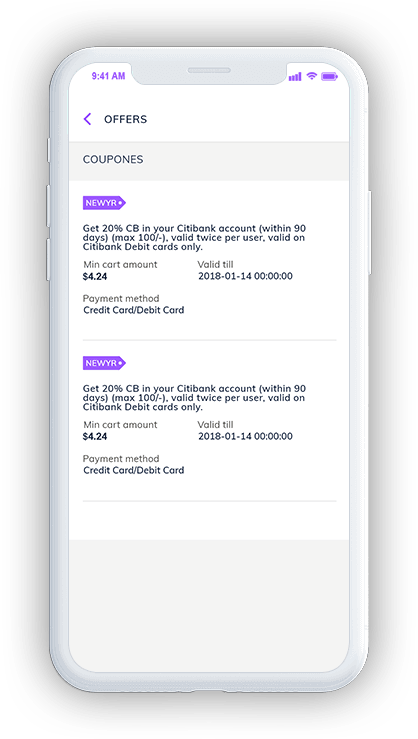 9:41 AM
OFFERS
COUPONES
NEWYR
Get 20% CB in your Citibank account (within 90
days) (max 100/-), valid twice per user, valid on
Citibank Debit cards only.
Min cart amount Valid till
$4.24 2018-01-14 00:00:00
Payment method
Credit Card/Debit Card
NEWYR
Get 20% CB in your Citibank account (within 90
days) (max 100/-), valid twice per user, valid on
Citibank Debit cards only.
Min cart amount Valid till
$4.24 2018-01-14 00:00:00
Payment method
Credit Card/Debit Card